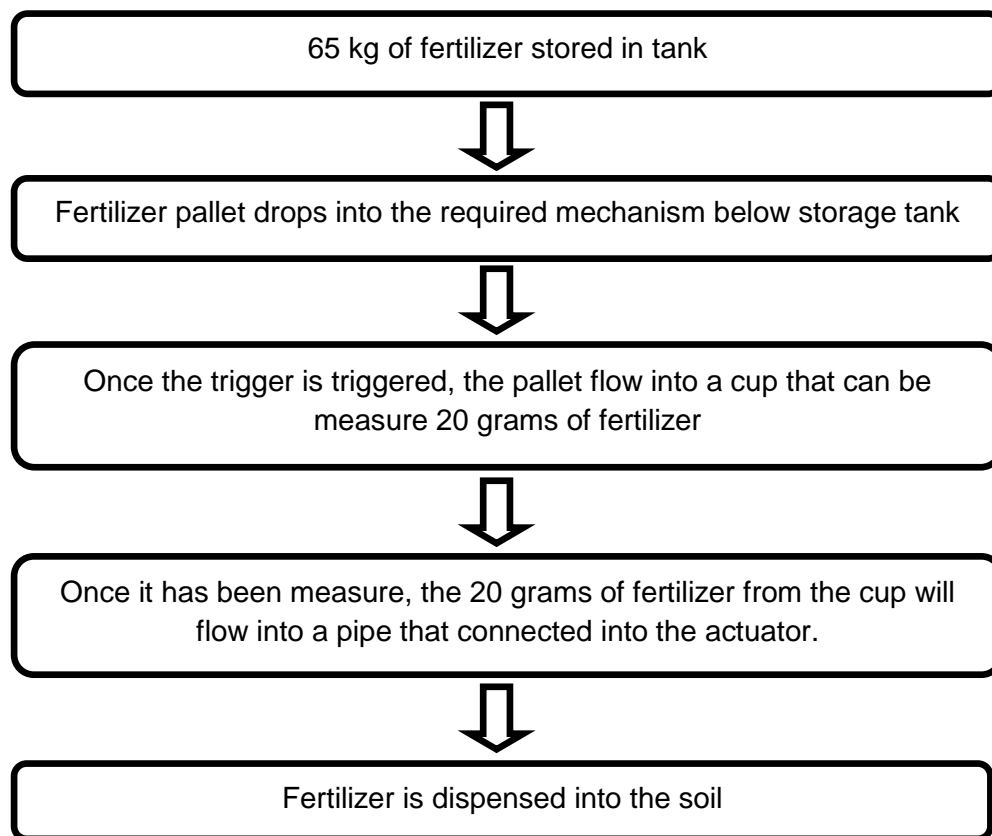 65 kg of fertilizer stored in tank
Fertilizer pallet drops into the required mechanism below storage tank
Once the trigger is triggered, the pallet flow into a cup that can be
measure 20 grams of fertilizer
Once it has been measure, the 20 grams of fertilizer from the cup will
flow into a pipe that connected into the actuator.
Fertilizer is dispensed into the soil